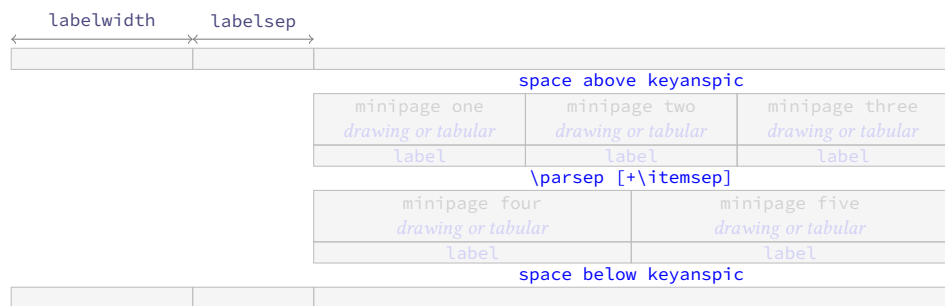 labelwidth labelsep
space above keyanspic
minipage one minipage two minipage three
drawing or tabular drawing or tabular drawing or tabular
label label label
\parsep [+\itemsep]
minipage four minipage five
drawing or tabular drawing or tabular
label label
space below keyanspic